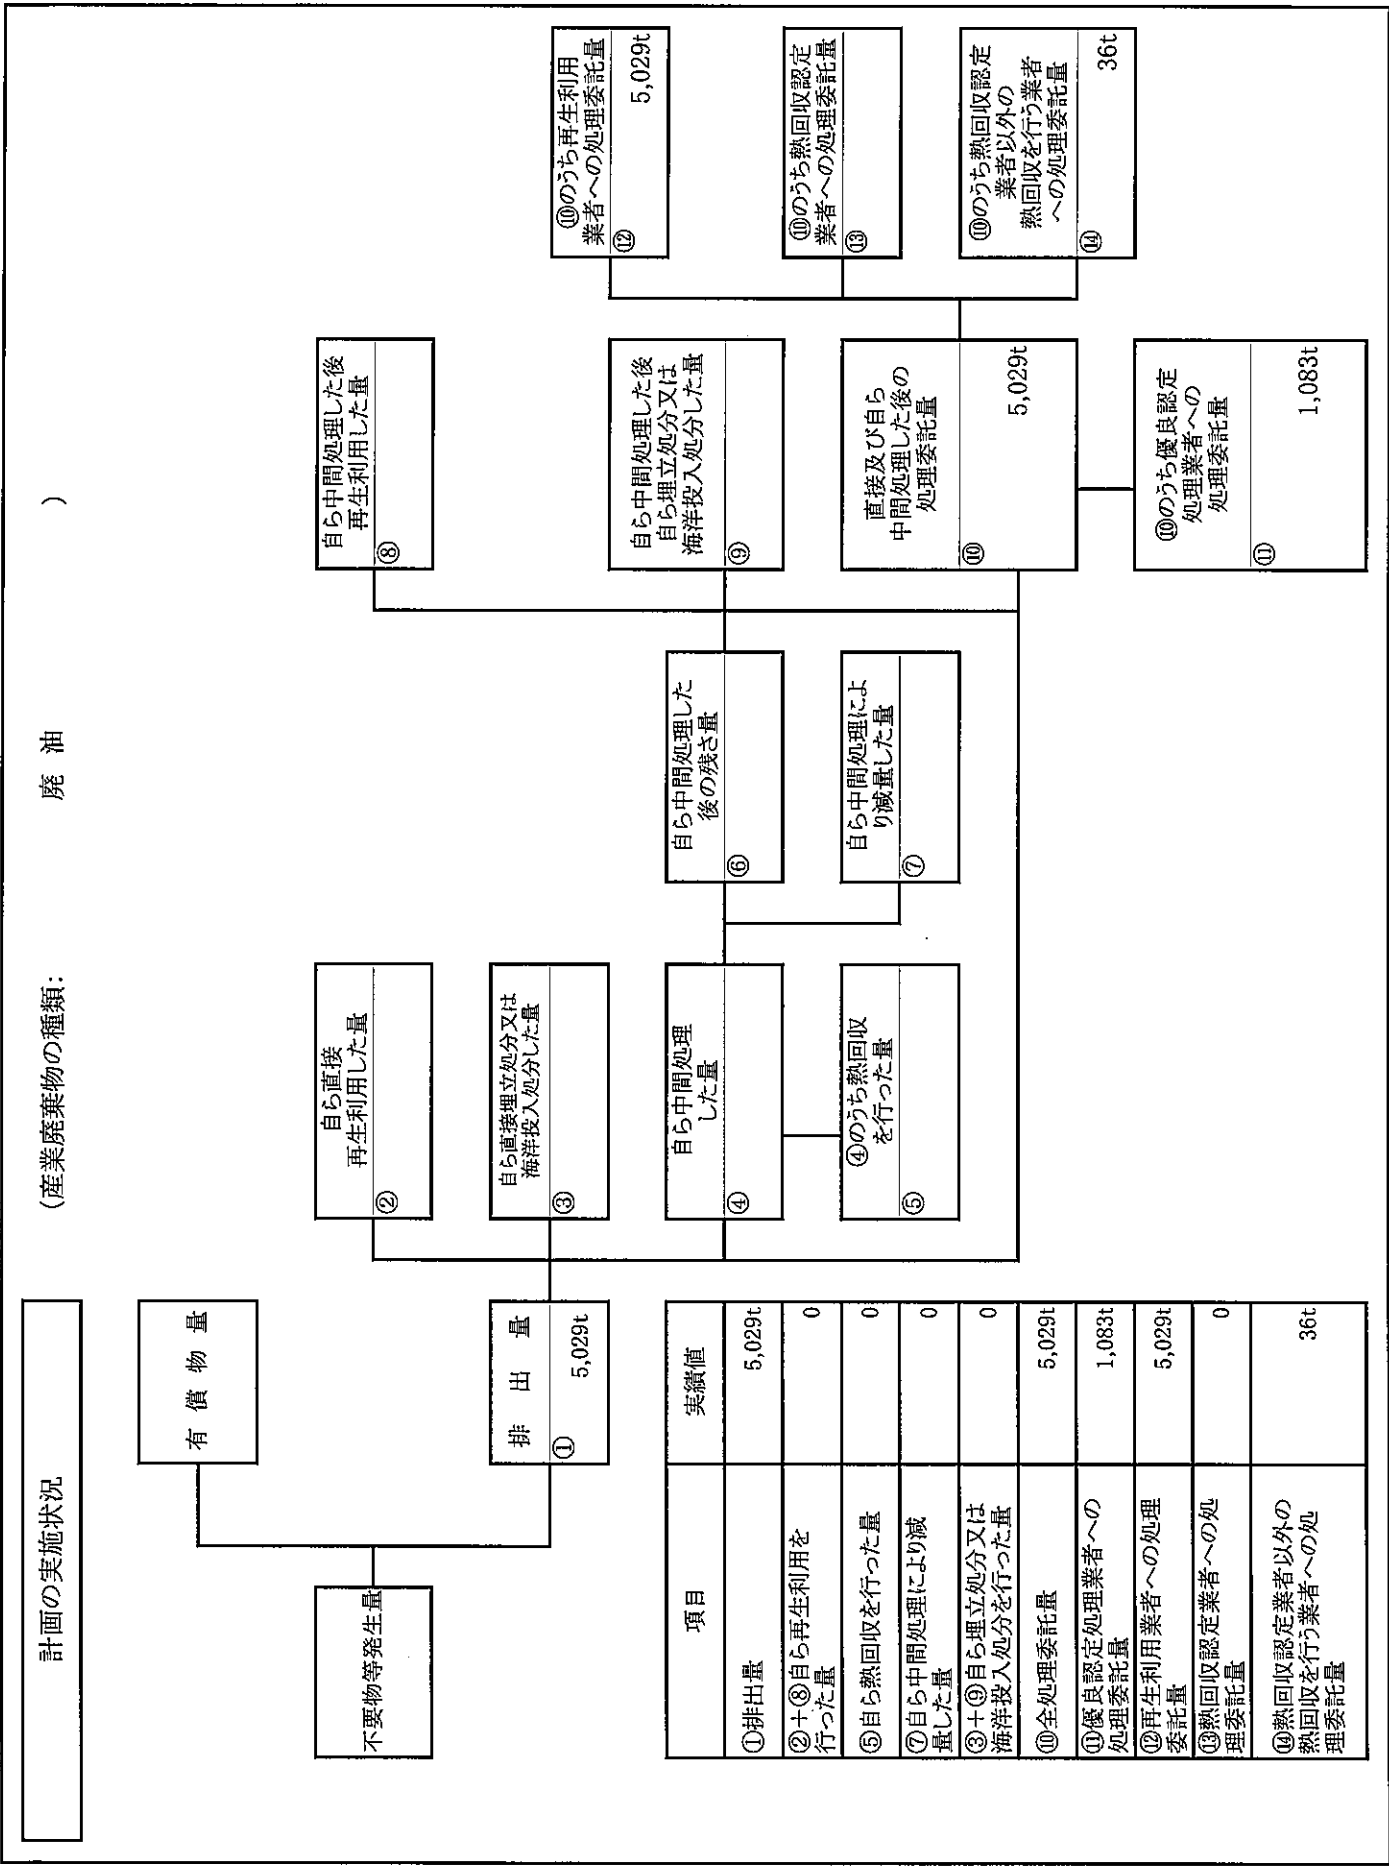 計画の実施状況
(産業廃棄物の種類: 廃 油 )
不要物等発生量
有 償 物 量
排 出 量
① 5,029t
自ら直接
再生利用した量
②
自ら直接埋立処分又は
海洋投入処分した量
③
自ら中間処理
した量
④
④のうち熱回収
を行った量
⑤
自ら中間処理した
後の残さ量
⑥
自ら中間処理によ
り減量した量
⑦
自ら中間処理した後
再生利用した量
⑧
自ら中間処理した後
自ら埋立処分又は
海洋投入処分した量
⑨
直接及び自ら
中間処理した後の
処理委託量
⑩ 5,029t
⑩のうち優良認定
処理業者への
処理委託量
⑪ 1,083t
⑩のうち再生利用
業者への処理委託量
⑫ 5,029t
⑩のうち熱回収認定
業者への処理委託量
⑬
⑩のうち熱回収認定
業者以外の
熱回収を行う業者
への処理委託量
⑭ 36t
項目 実績値
①排出量 5,029t
②+⑧自ら再生利用を
行った量 0
⑤自ら熱回収を行った量 0
⑦自ら中間処理により減
量した量 0
③+⑨自ら埋立処分又は
海洋投入処分を行った量 0
⑩全処理委託量 5,029t
⑪優良認定処理業者への
処理委託量 1,083t
⑫再生利用業者への処理
委託量 5,029t
⑬熱回収認定業者への処
理委託量 0
⑭熱回収認定業者以外の
熱回収を行う業者への処
理委託量 36t